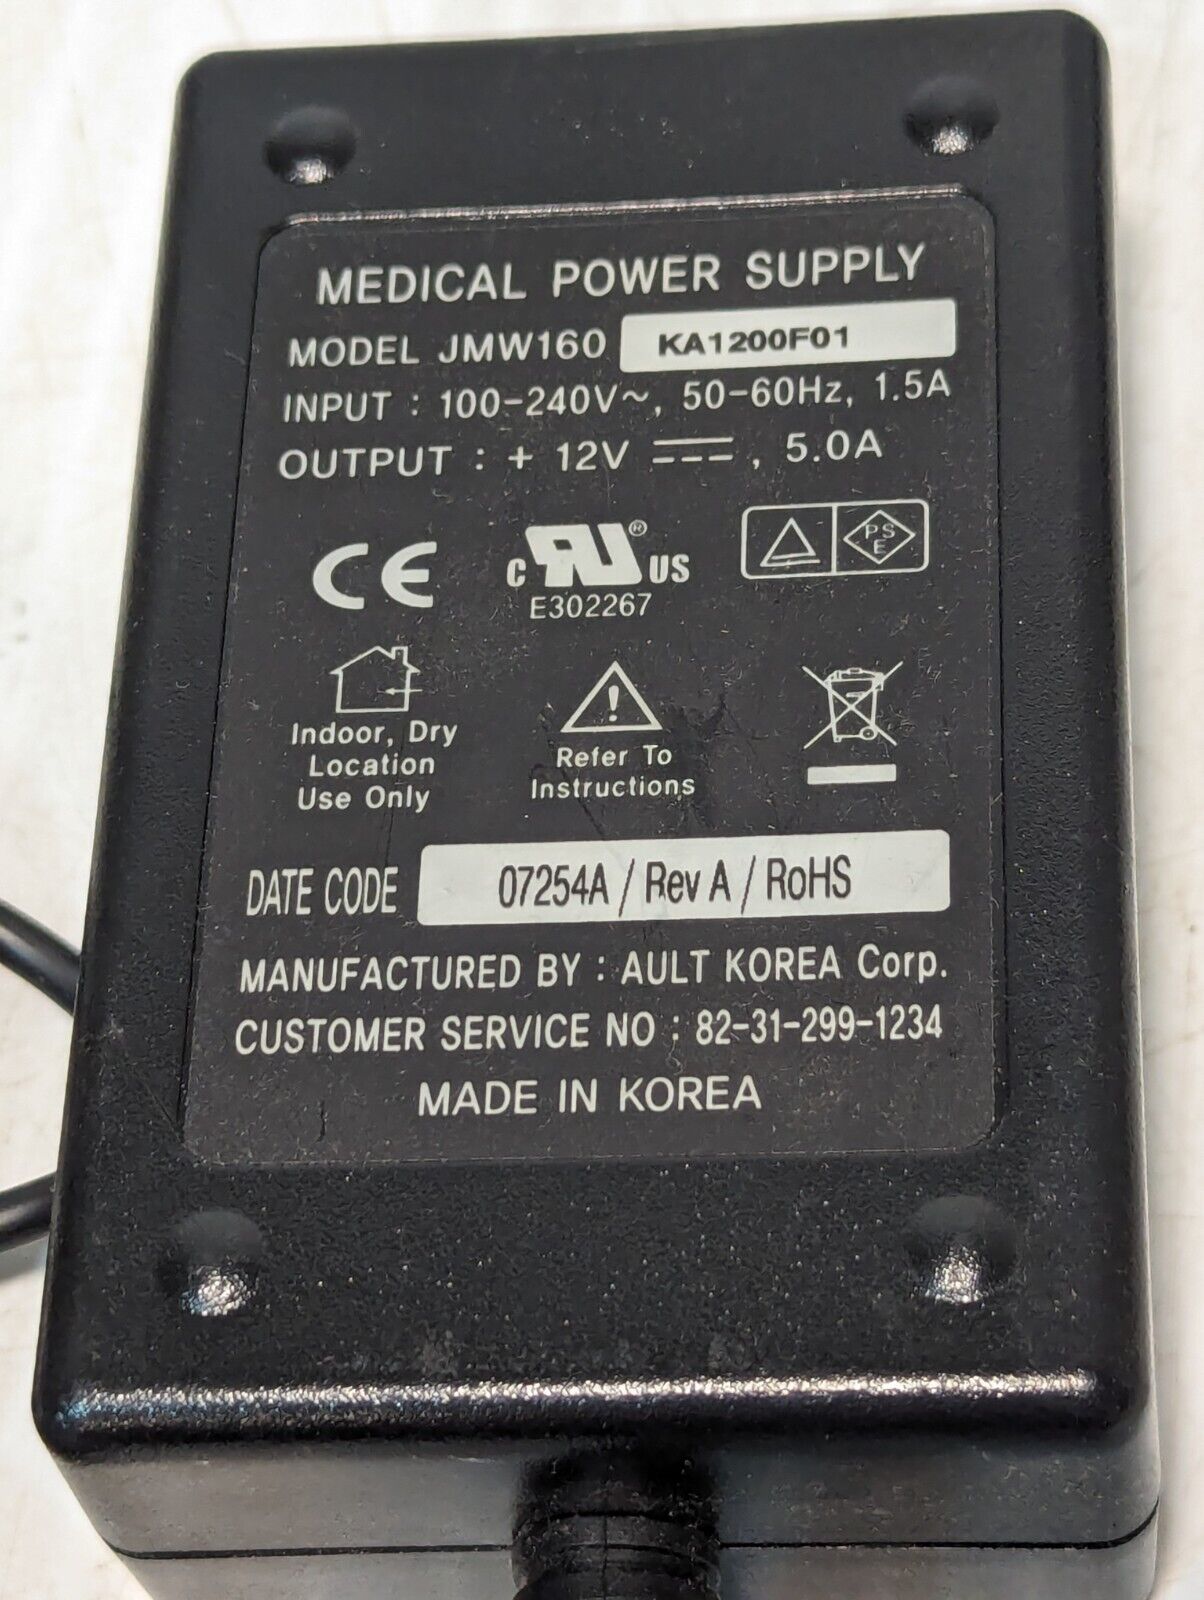 MEDICAL POWER SUPPLY
MODEL JMW160 KA1200F01
INPUT : 100-240V~, 50-60Hz, 1.5A
OUTPUT : + 12V ⎓, 5.0A
CE
c RU® US
PS
E
E302267
Indoor, Dry
Location
Use Only
!
Refer To
Instructions
DATE CODE 07254A / Rev A / RoHS
MANUFACTURED BY : AULT KOREA Corp.
CUSTOMER SERVICE NO : 82-31-299-1234
MADE IN KOREA